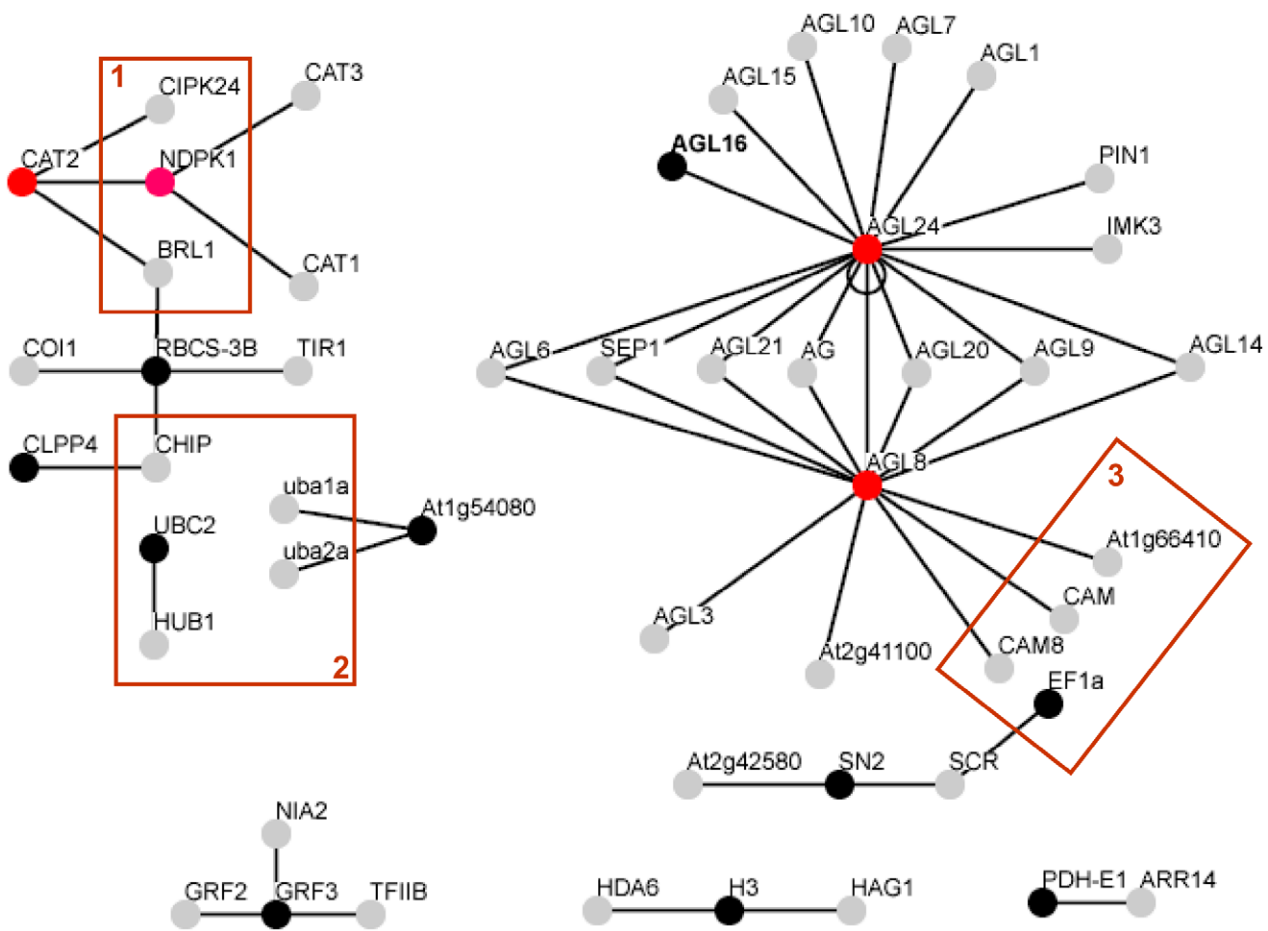 AGL10
AGL7
AGL1
AGL15
AGL16
PIN1
AGL24
IMK3
1
CIPK24
CAT3
CAT2
NDPK1
BRL1
CAT1
COI1
RBCS-3B
TIR1
AGL6
SEP1
AGL21
AG
AGL20
AGL9
AGL14
CLPP4
CHIP
uba1a
At1g54080
UBC2
uba2a
HUB1
2
AGL8
3
At1g66410
CAM
AGL3
At2g41100
CAM8
EF1a
At2g42580
SN2
SCR
NIA2
GRF2
GRF3
TFIIB
HDA6
H3
HAG1
PDH-E1
ARR14